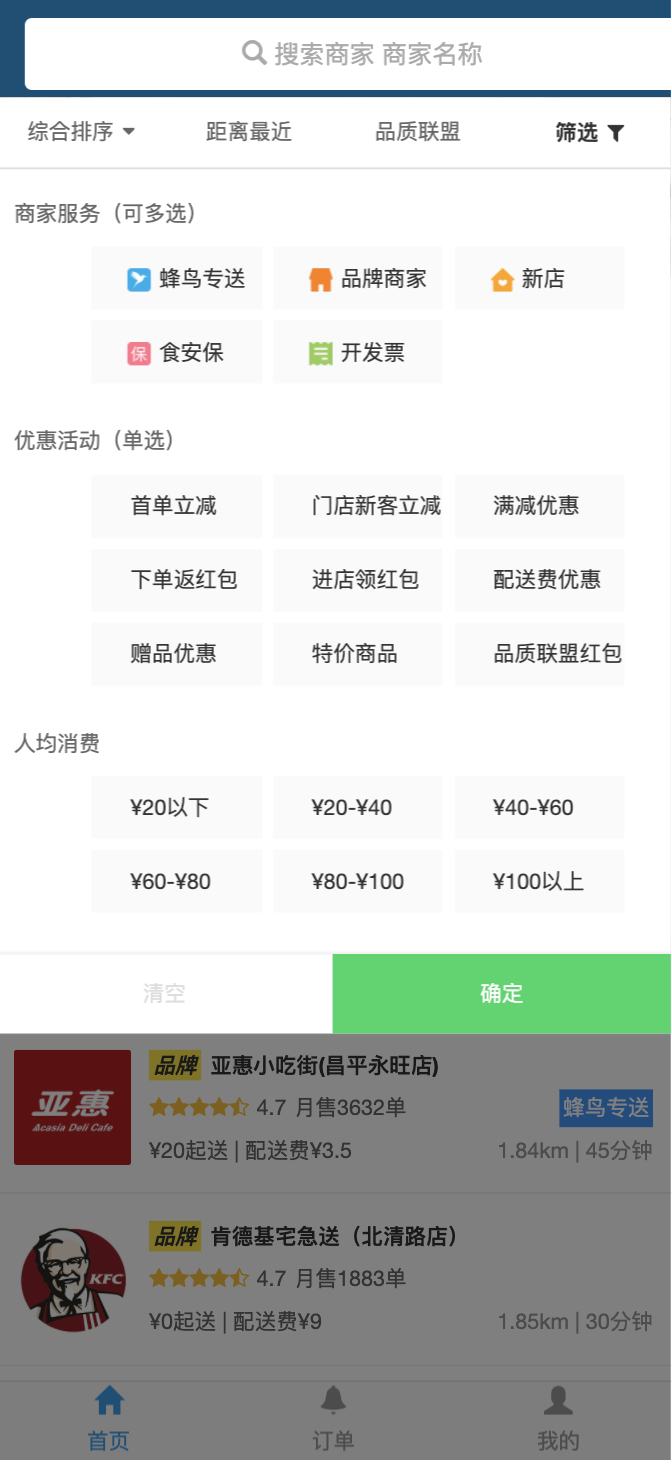 搜索商家 商家名称
综合排序 距离最近 品质联盟 筛选
商家服务（可多选）
蜂鸟专送 品牌商家 新店
保 食安保 开发票
优惠活动（单选）
首单立减 门店新客立减 满减优惠
下单返红包 进店领红包 配送费优惠
赠品优惠 特价商品 品质联盟红包
人均消费
¥20以下 ¥20-¥40 ¥40-¥60
¥60-¥80 ¥80-¥100 ¥100以上
清空 确定
亚惠
Acasia Deli Cafe
品牌 亚惠小吃街(昌平永旺店)
4.7 月售3632单 蜂鸟专送
¥20起送 | 配送费¥3.5 1.84km | 45分钟
KFC
品牌 肯德基宅急送（北清路店）
4.7 月售1883单
¥0起送 | 配送费¥9 1.85km | 30分钟
首页 订单 我的